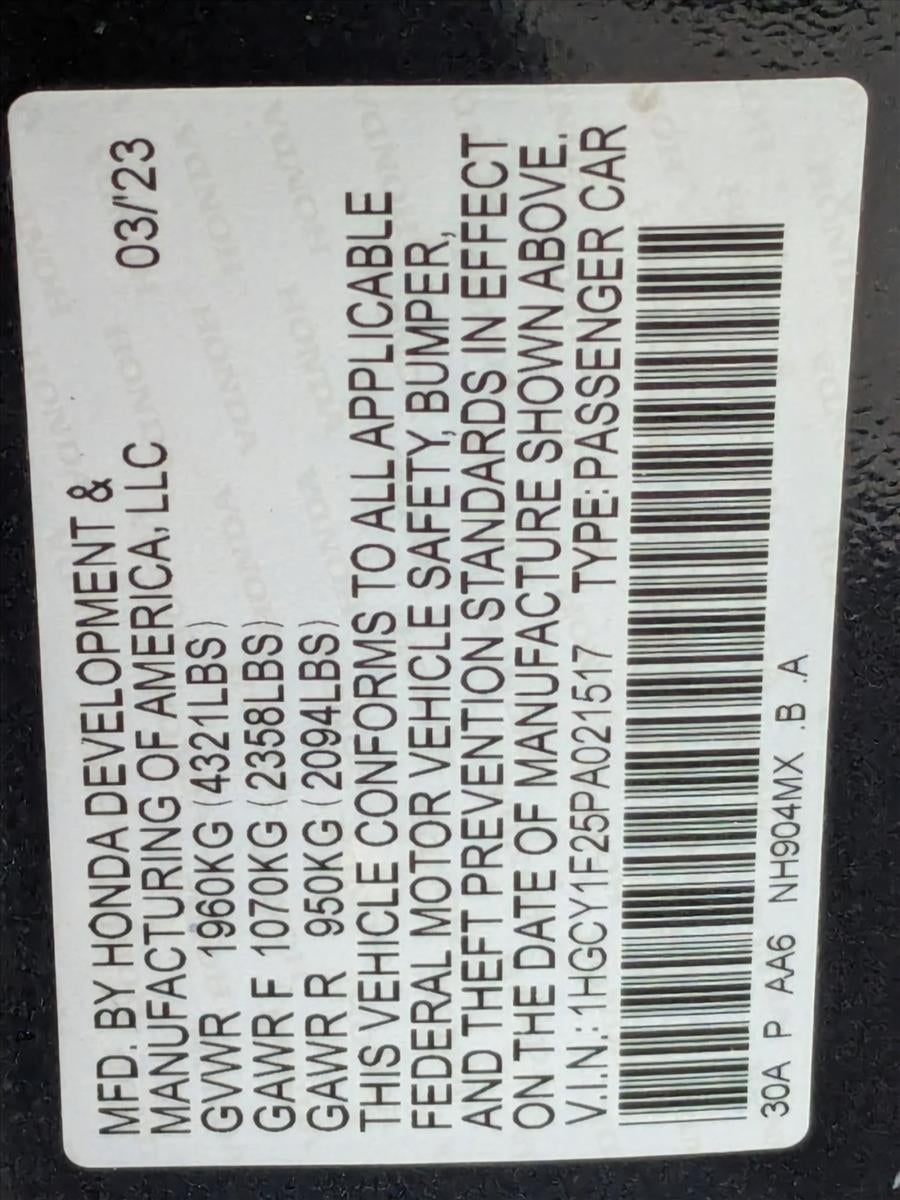 MFD. BY HONDA DEVELOPMENT &
MANUFACTURING OF AMERICA, LLC 03/'23
GVWR 1960KG (4321LBS)
GAWR F 1070KG (2358LBS)
GAWR R 950KG (2094LBS)
THIS VEHICLE CONFORMS TO ALL APPLICABLE
FEDERAL MOTOR VEHICLE SAFETY, BUMPER,
AND THEFT PREVENTION STANDARDS IN EFFECT
ON THE DATE OF MANUFACTURE SHOWN ABOVE.
V.I.N.: 1HGCY1F25PA021517 TYPE: PASSENGER CAR
30A P AA6 NH904MX .B .A